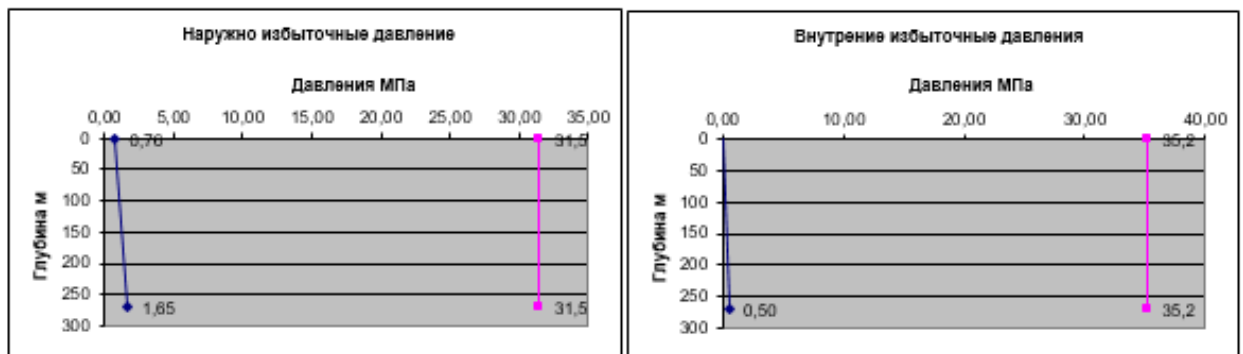 Наружно избыточные давление
Давления МПа
0,00 5,00 10,00 15,00 20,00 25,00 30,00 35,00
Глубина м
0
50
100
150
200
250
300
0,76 31,5
1,65 31,5
Внутрение избыточные давления
Давления МПа
0,00 10,00 20,00 30,00 40,00
Глубина м
0
50
100
150
200
250
300
35,2
0,50 35,2